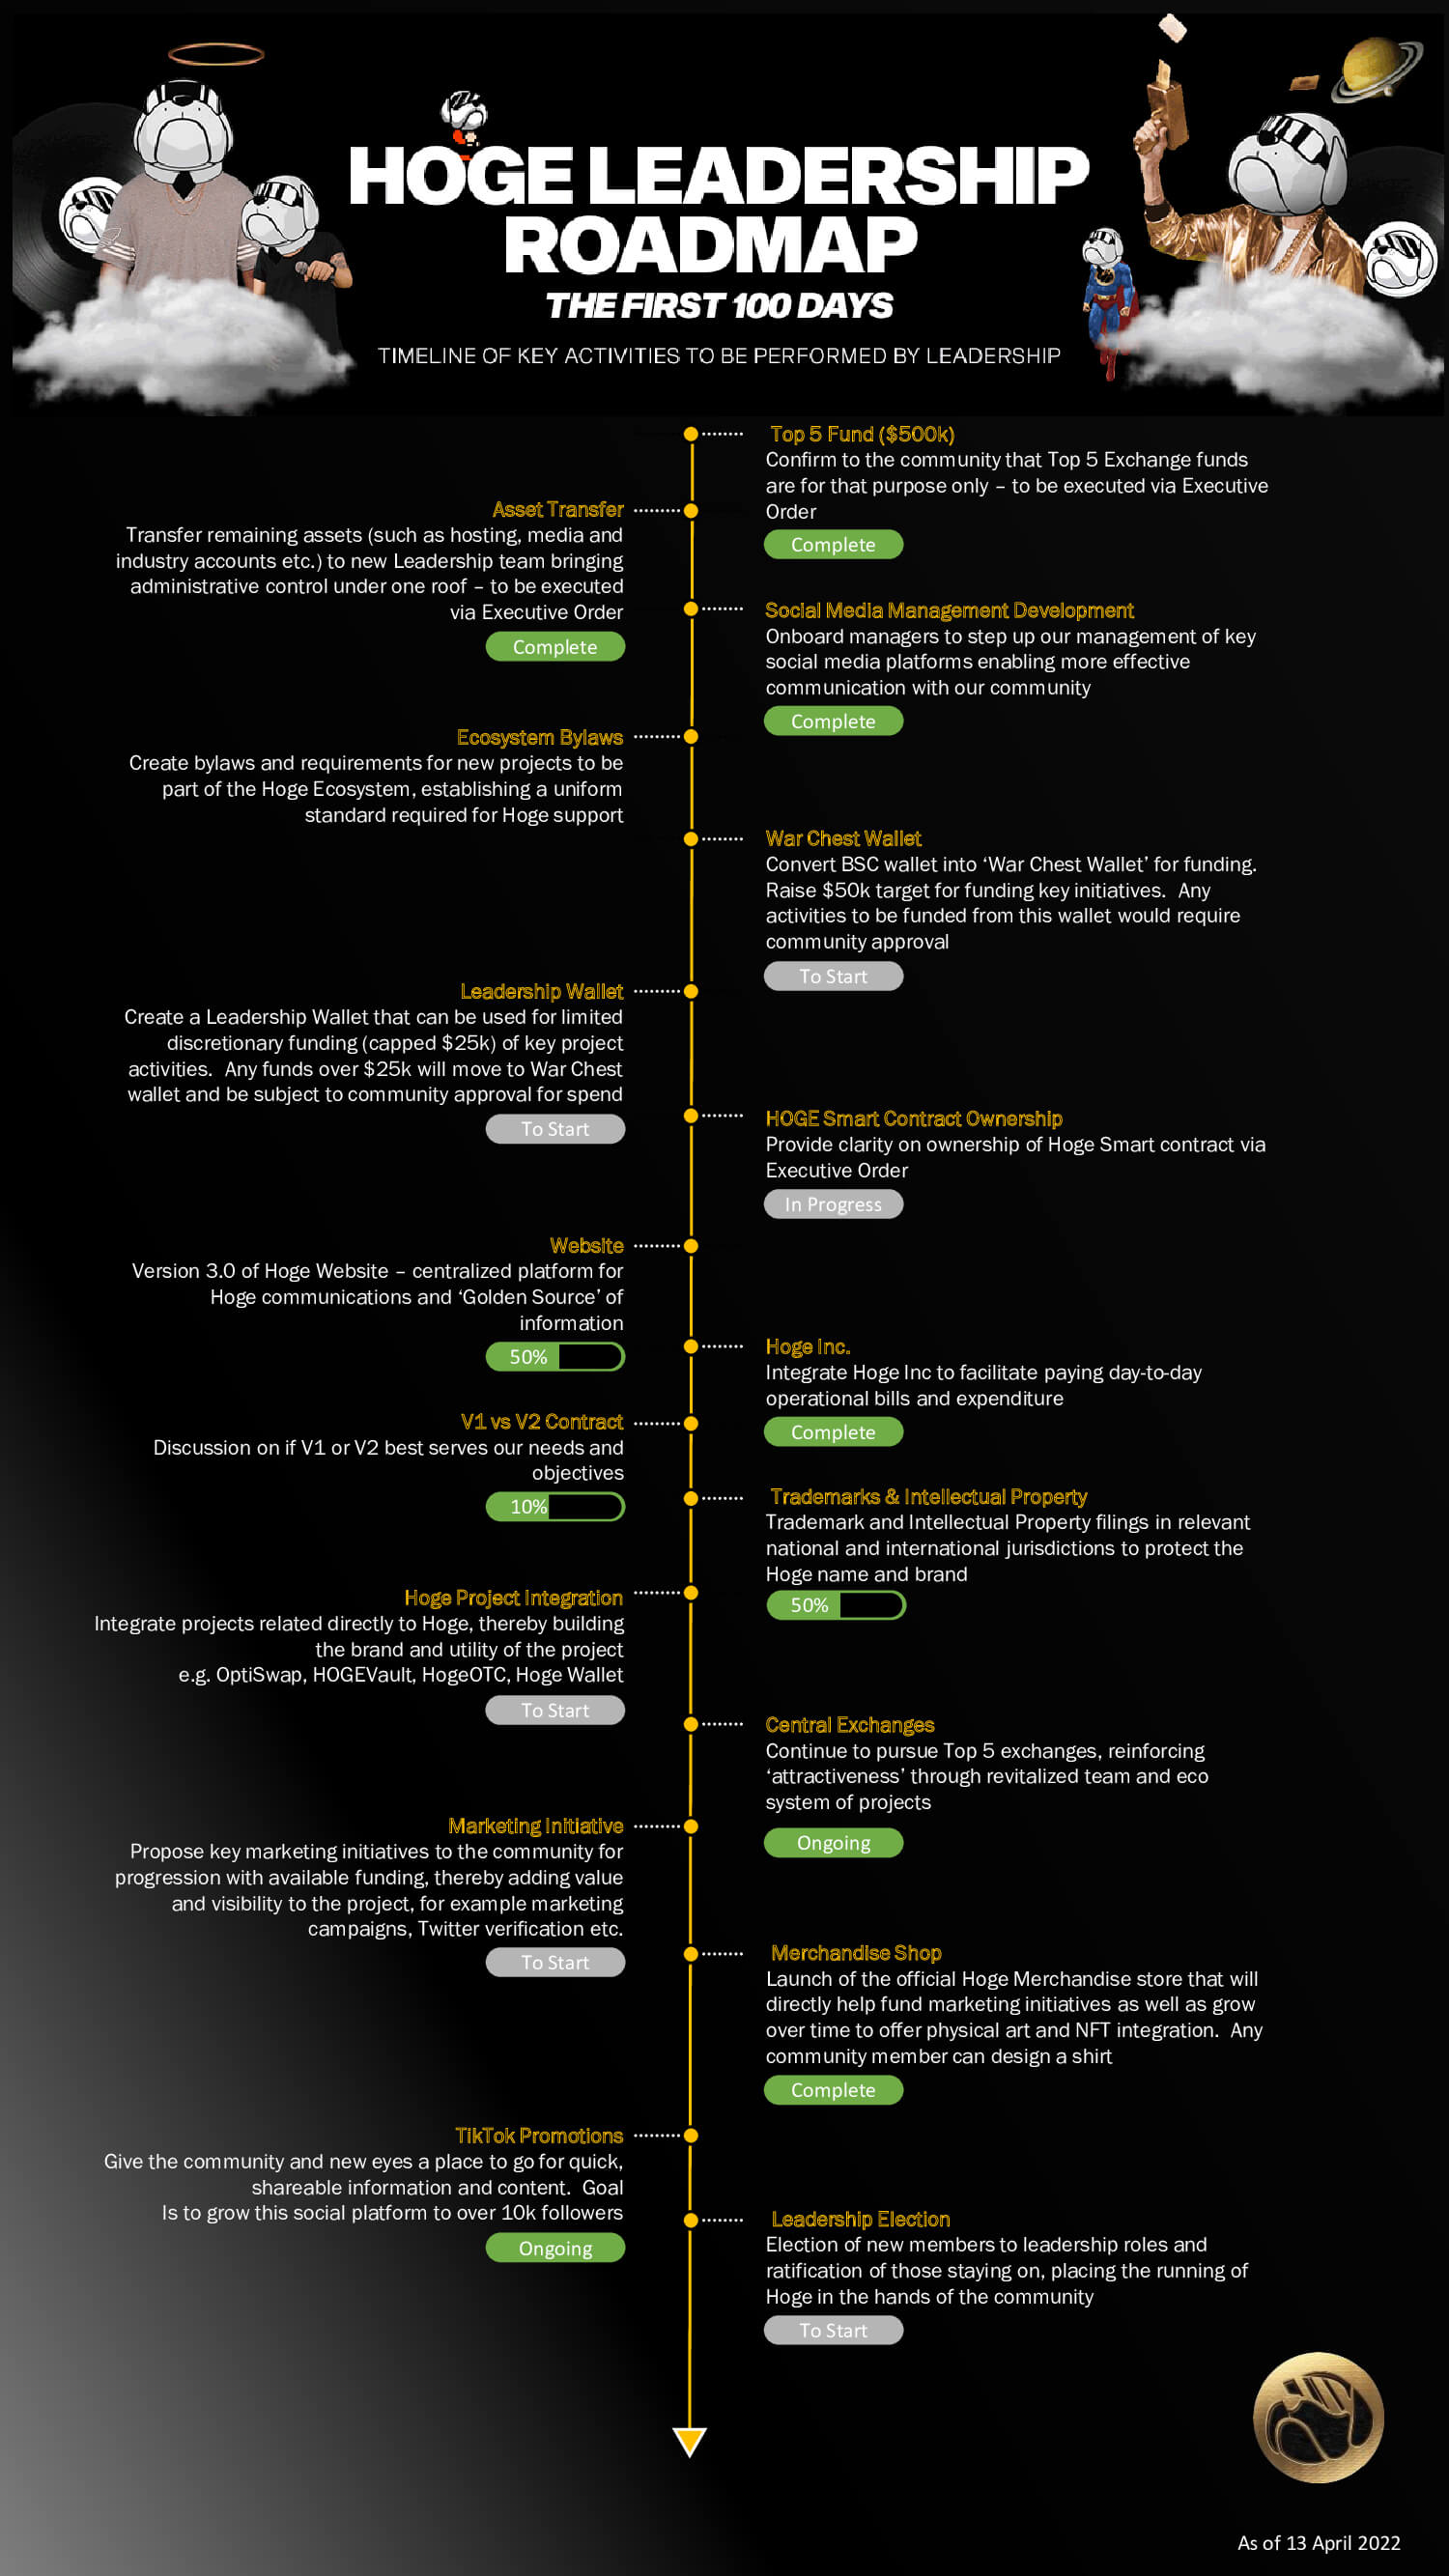 HOGE LEADERSHIP
ROADMAP
THE FIRST 100 DAYS
TIMELINE OF KEY ACTIVITIES TO BE PERFORMED BY LEADERSHIP
Top 5 Fund ($500k)
Confirm to the community that Top 5 Exchange funds
are for that purpose only – to be executed via Executive
Order
Complete
Asset Transfer
Transfer remaining assets (such as hosting, media and
industry accounts etc.) to new Leadership team bringing
administrative control under one roof – to be executed
via Executive Order
Complete
Social Media Management Development
Onboard managers to step up our management of key
social media platforms enabling more effective
communication with our community
Complete
Ecosystem Bylaws
Create bylaws and requirements for new projects to be
part of the Hoge Ecosystem, establishing a uniform
standard required for Hoge support
War Chest Wallet
Convert BSC wallet into ‘War Chest Wallet’ for funding.
Raise $50k target for funding key initiatives.  Any
activities to be funded from this wallet would require
community approval
To Start
Leadership Wallet
Create a Leadership Wallet that can be used for limited
discretionary funding (capped $25k) of key project
activities.  Any funds over $25k will move to War Chest
wallet and be subject to community approval for spend
To Start
HOGE Smart Contract Ownership
Provide clarity on ownership of Hoge Smart contract via
Executive Order
In Progress
Website
Version 3.0 of Hoge Website – centralized platform for
Hoge communications and ‘Golden Source’ of
information
50%
Hoge Inc.
Integrate Hoge Inc to facilitate paying day-to-day
operational bills and expenditure
Complete
V1 vs V2 Contract
Discussion on if V1 or V2 best serves our needs and
objectives
10%
Trademarks & Intellectual Property
Trademark and Intellectual Property filings in relevant
national and international jurisdictions to protect the
Hoge name and brand
50%
Hoge Project Integration
Integrate projects related directly to Hoge, thereby building
the brand and utility of the project
e.g. OptiSwap, HOGEVault, HogeOTC, Hoge Wallet
To Start
Central Exchanges
Continue to pursue Top 5 exchanges, reinforcing
‘attractiveness’ through revitalized team and eco
system of projects
Ongoing
Marketing Initiative
Propose key marketing initiatives to the community for
progression with available funding, thereby adding value
and visibility to the project, for example marketing
campaigns, Twitter verification etc.
To Start
Merchandise Shop
Launch of the official Hoge Merchandise store that will
directly help fund marketing initiatives as well as grow
over time to offer physical art and NFT integration.  Any
community member can design a shirt
Complete
TikTok Promotions
Give the community and new eyes a place to go for quick,
shareable information and content.  Goal
Is to grow this social platform to over 10k followers
Ongoing
Leadership Election
Election of new members to leadership roles and
ratification of those staying on, placing the running of
Hoge in the hands of the community
To Start
As of 13 April 2022